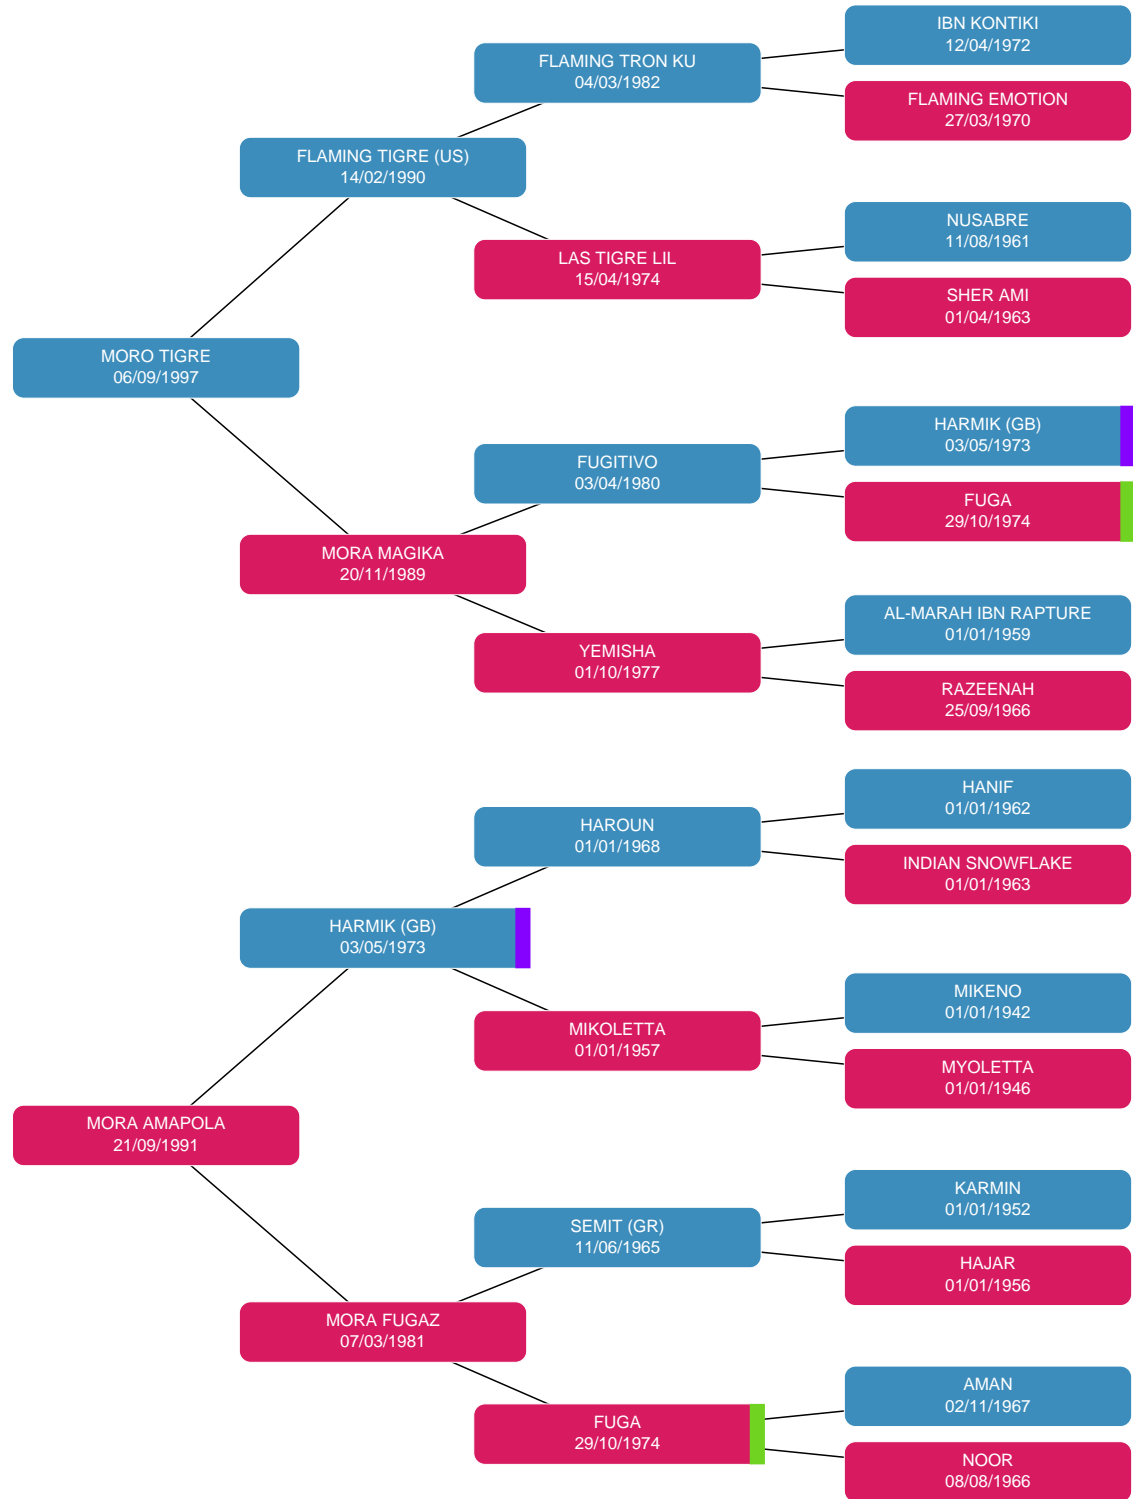 IBN KONTIKI
12/04/1972
FLAMING TRON KU
04/03/1982
FLAMING EMOTION
27/03/1970
FLAMING TIGRE (US)
14/02/1990
NUSABRE
11/08/1961
LAS TIGRE LIL
15/04/1974
SHER AMI
01/04/1963
MORO TIGRE
06/09/1997
HARMIK (GB)
03/05/1973
FUGITIVO
03/04/1980
FUGA
29/10/1974
MORA MAGIKA
20/11/1989
AL-MARAH IBN RAPTURE
01/01/1959
YEMISHA
01/10/1977
RAZEENAH
25/09/1966
HANIF
01/01/1962
HAROUN
01/01/1968
INDIAN SNOWFLAKE
01/01/1963
HARMIK (GB)
03/05/1973
MIKENO
01/01/1942
MIKOLETTA
01/01/1957
MYOLETTA
01/01/1946
MORA AMAPOLA
21/09/1991
KARMIN
01/01/1952
SEMIT (GR)
11/06/1965
HAJAR
01/01/1956
MORA FUGAZ
07/03/1981
AMAN
02/11/1967
FUGA
29/10/1974
NOOR
08/08/1966